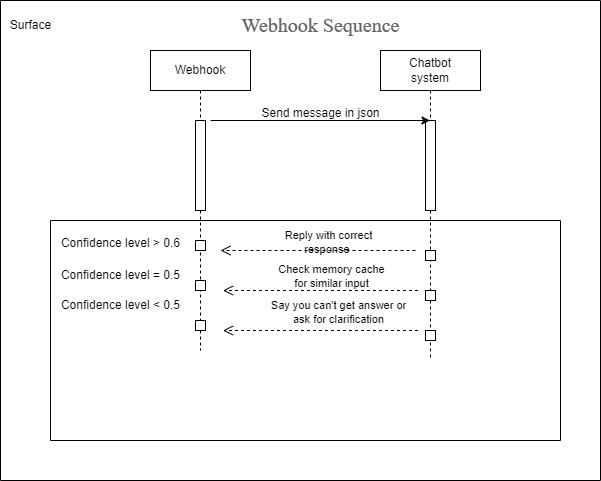 Surface
Webhook Sequence
Webhook
Chatbot
system
Send message in json
Confidence level > 0.6
Reply with correct
response
Confidence level = 0.5
Check memory cache
for similar input
Confidence level < 0.5
Say you can't get answer or
ask for clarification